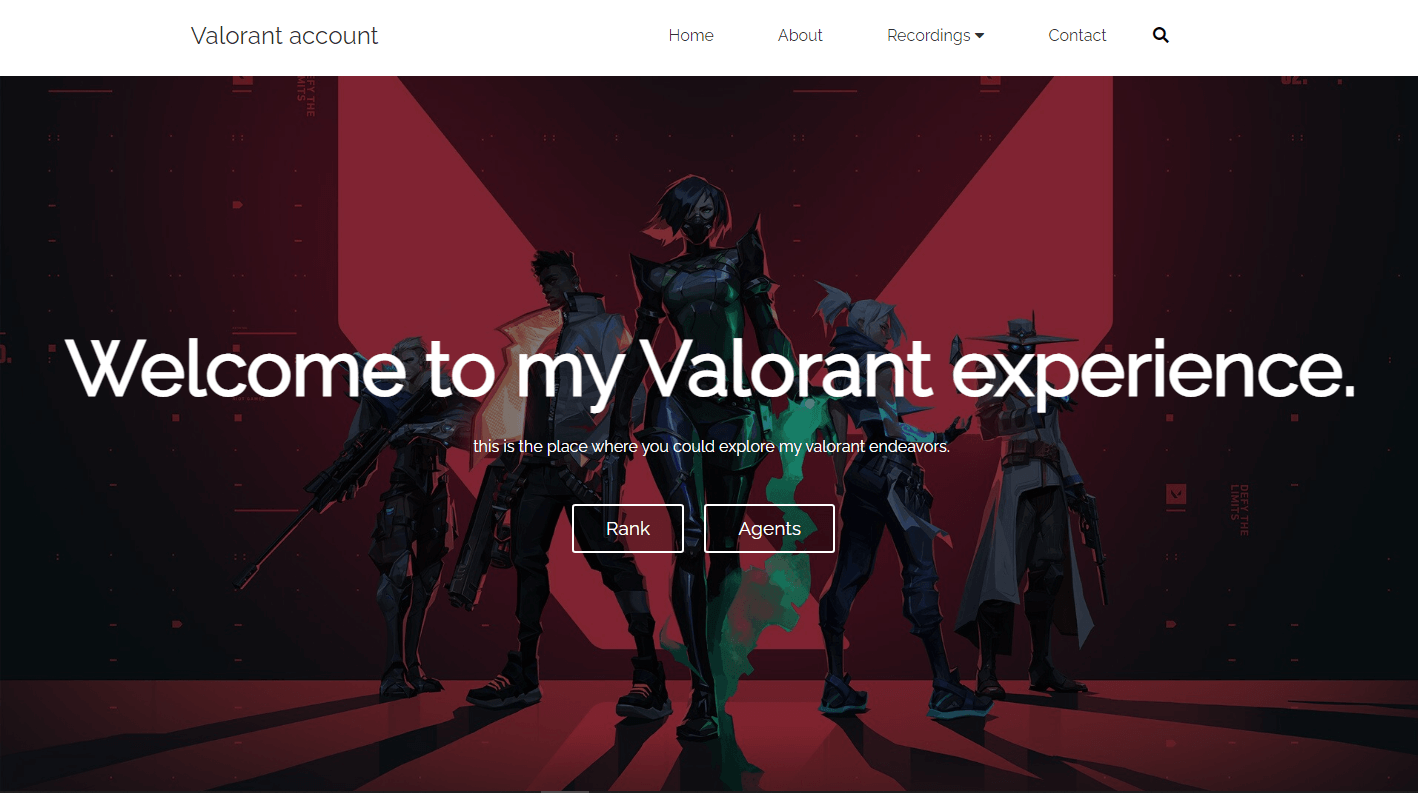 Valorant account
Home
About
Recordings
Contact
DEFY THE
LIMITS
Welcome to my Valorant experience.
this is the place where you could explore my valorant endeavors.
Rank
Agents
DEFY THE
LIMITS